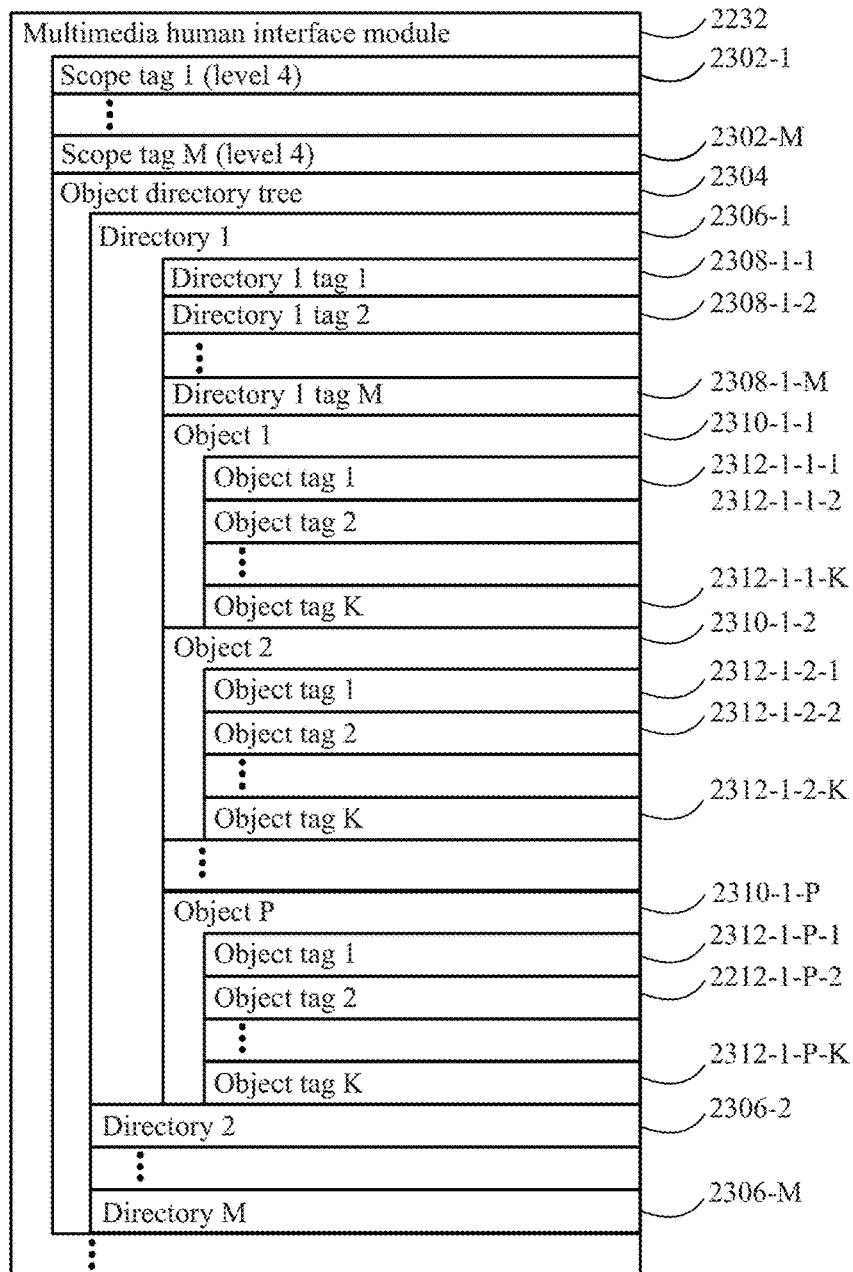 Multimedia human interface module 2232
Scope tag 1 (level 4) 2302-1
Scope tag M (level 4) 2302-M
Object directory tree 2304
Directory 1 2306-1
Directory 1 tag 1 2308-1-1
Directory 1 tag 2 2308-1-2
Directory 1 tag M 2308-1-M
Object 1 2310-1-1
Object tag 1 2312-1-1-1
Object tag 2 2312-1-1-2
Object tag K 2312-1-1-K
Object 2 2310-1-2
Object tag 1 2312-1-2-1
Object tag 2 2312-1-2-2
Object tag K 2312-1-2-K
Object P 2310-1-P
Object tag 1 2312-1-P-1
Object tag 2 2212-1-P-2
Object tag K 2312-1-P-K
Directory 2 2306-2
Directory M 2306-M